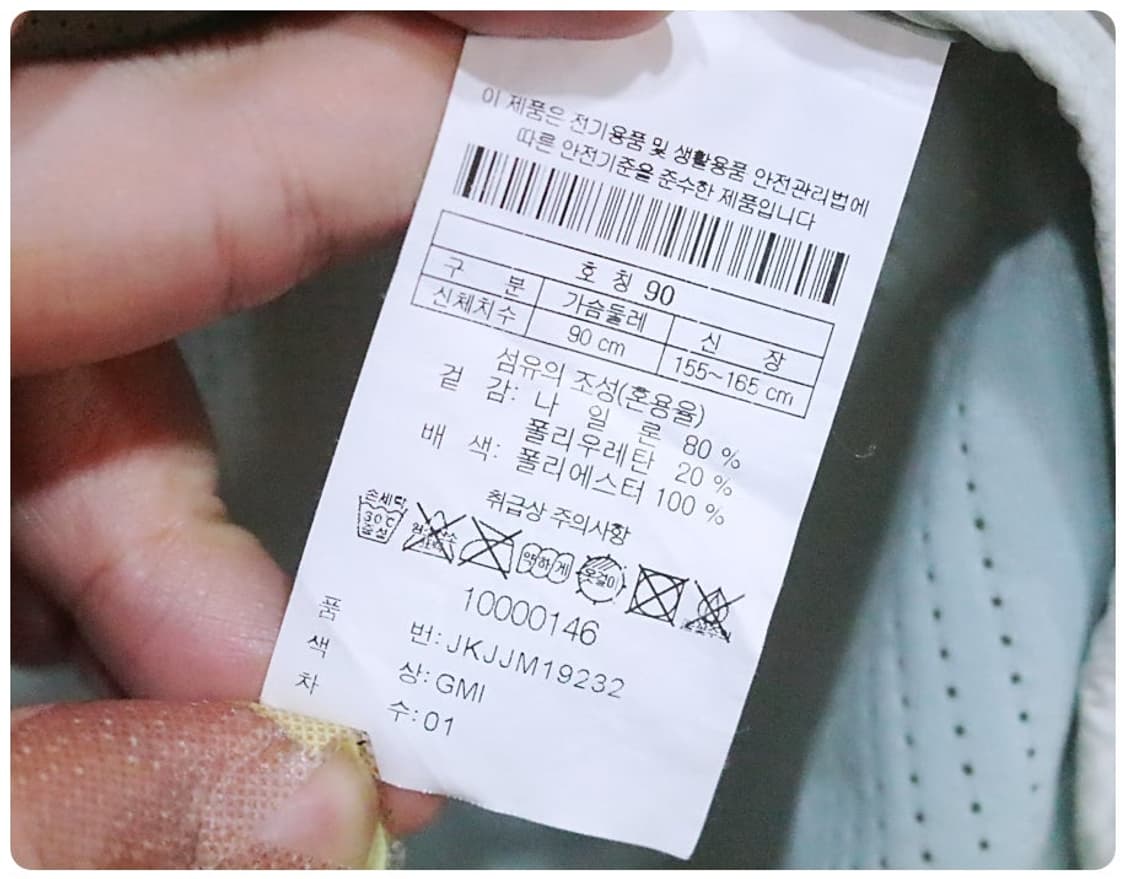 이 제품은 전기용품 및 생활용품 안전관리법에
따른 안전기준을 준수한 제품입니다
호 칭 90
구 분 가슴둘레 신 장
신체치수 90 cm 155~165 cm
섬유의 조성(혼용율)
겉 감: 나 일 론 80 %
폴리우레탄 20 %
배 색: 폴리에스터 100 %
취급상 주의사항
손세탁 30℃ 중성
약하게
옷걸이
10000146
품 번: JKJJM19232
색 상: GMI
차 수: 01